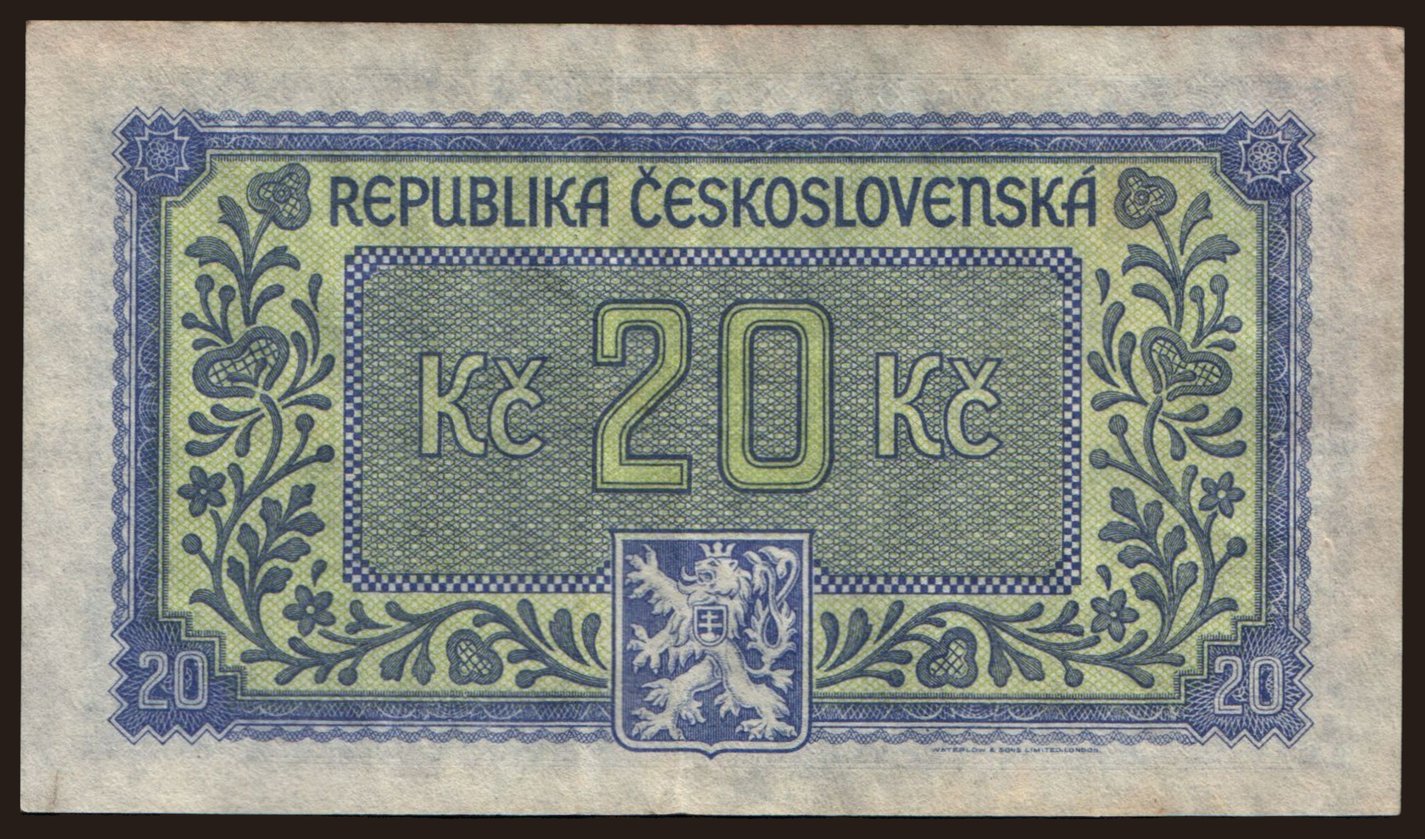 REPUBLIKA ČESKOSLOVENSKÁ
Kč 20 Kč
20 20
WATERLOW & SONS LIMITED. LONDON.